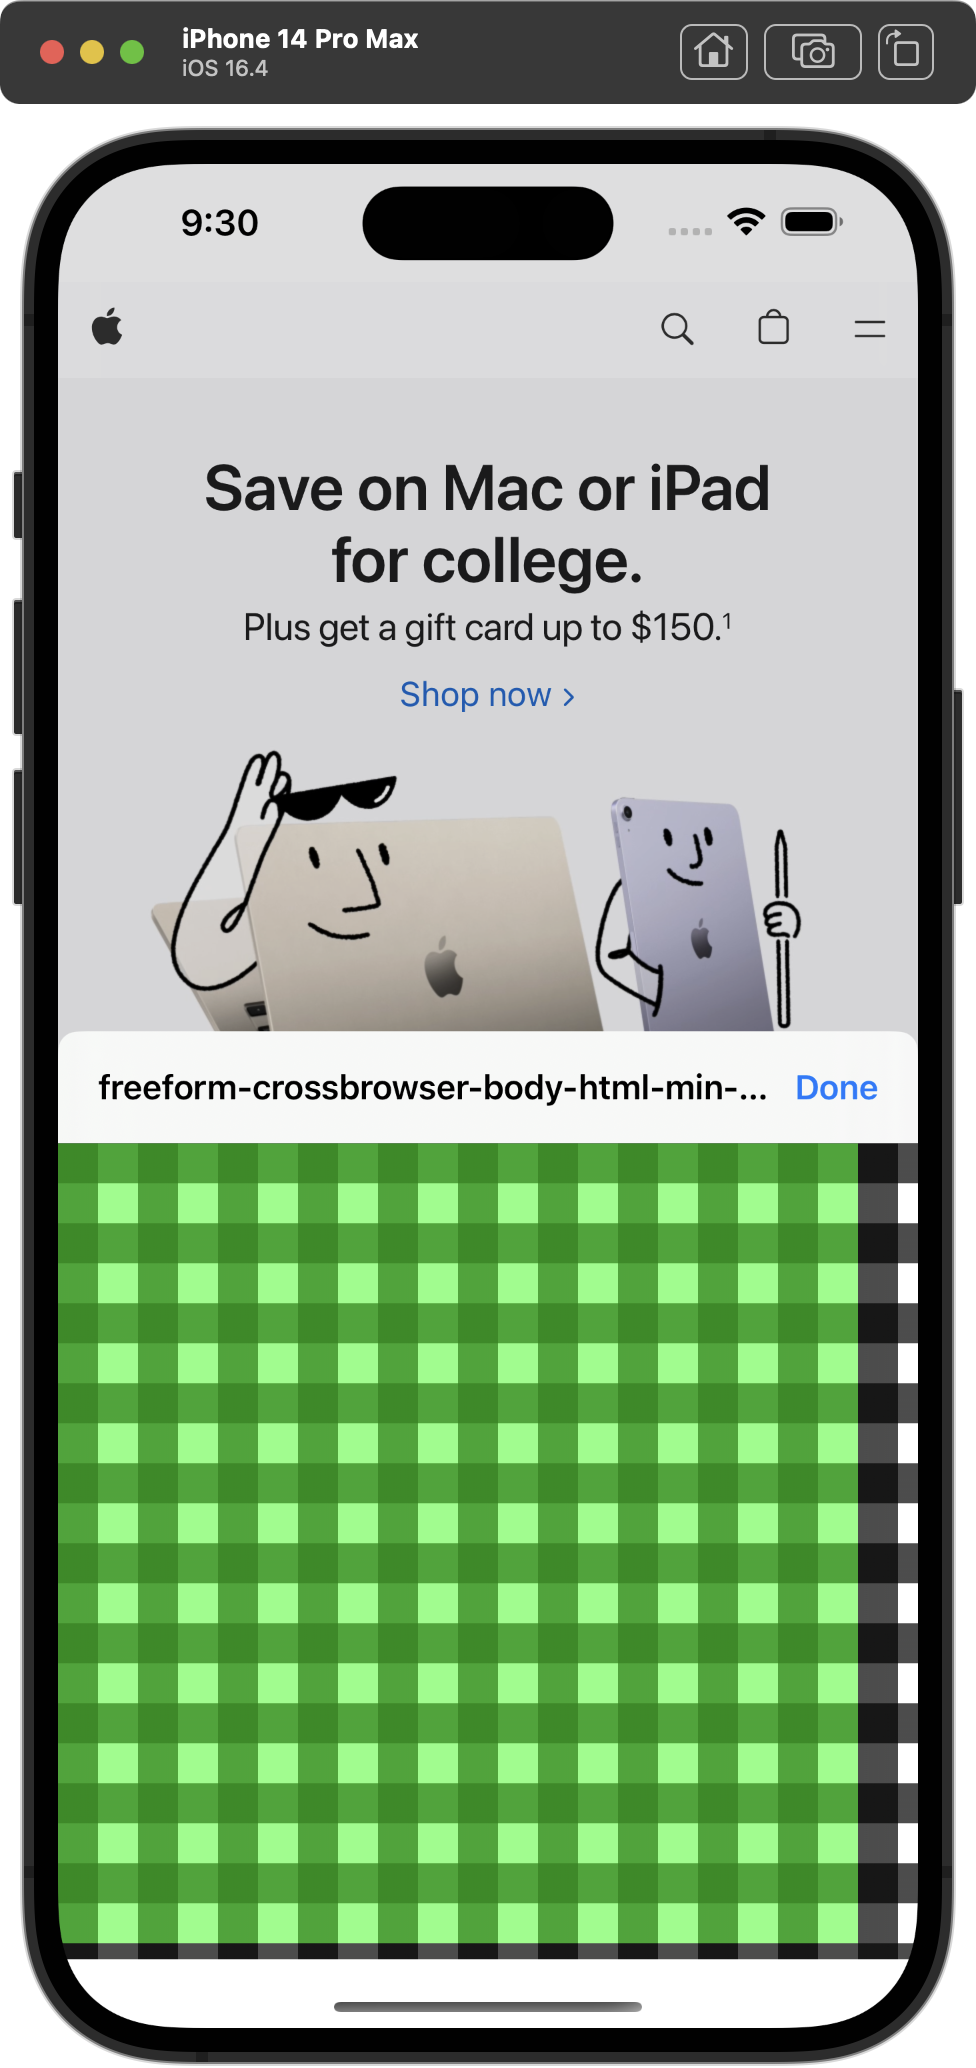 iPhone 14 Pro Max
iOS 16.4
9:30
Save on Mac or iPad
for college.
Plus get a gift card up to $150.¹
Shop now >
freeform-crossbrowser-body-html-min-... Done